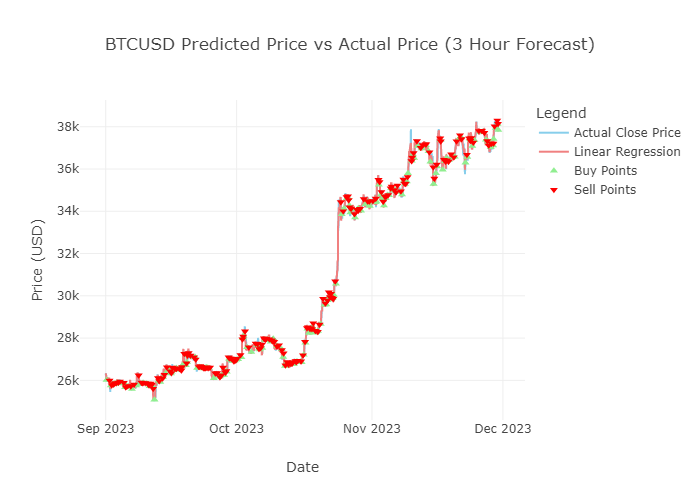 BTCUSD Predicted Price vs Actual Price (3 Hour Forecast)
Legend
Actual Close Price
Linear Regression
Buy Points
Sell Points
Price (USD)
38k
36k
34k
32k
30k
28k
26k
Sep 2023
Oct 2023
Nov 2023
Dec 2023
Date